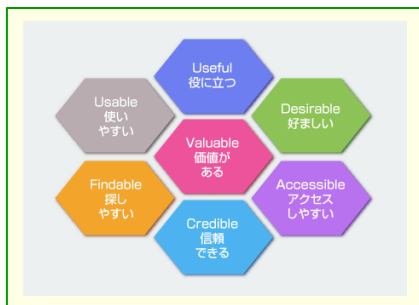 Useful
役に立つ
Usable
使い
やすい
Desirable
好ましい
Valuable
価値が
ある
Findable
探し
やすい
Accessible
アクセス
しやすい
Credible
信頼
できる